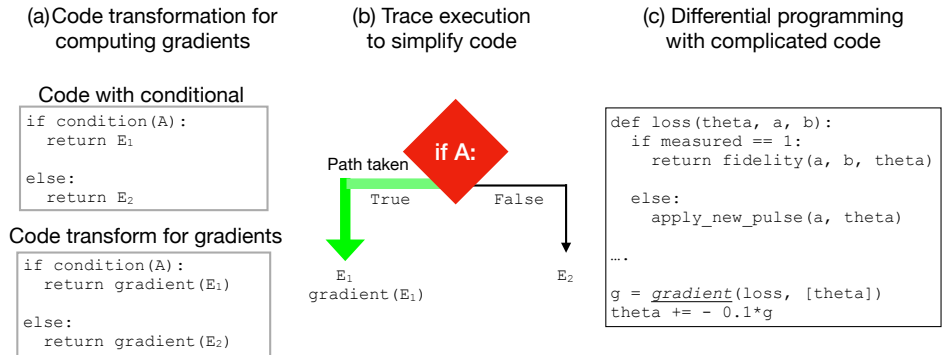 (a)Code transformation for
computing gradients
Code with conditional
if condition(A):
return E₁
else:
return E₂
Code transform for gradients
if condition(A):
return gradient(E₁)
else:
return gradient(E₂)
(b) Trace execution
to simplify code
if A:
Path taken
True
False
E₁
gradient(E₁)
E₂
(c) Differential programming
with complicated code
def loss(theta, a, b):
if measured == 1:
return fidelity(a, b, theta)
else:
apply_new_pulse(a, theta)
….
g = gradient(loss, [theta])
theta += - 0.1*g